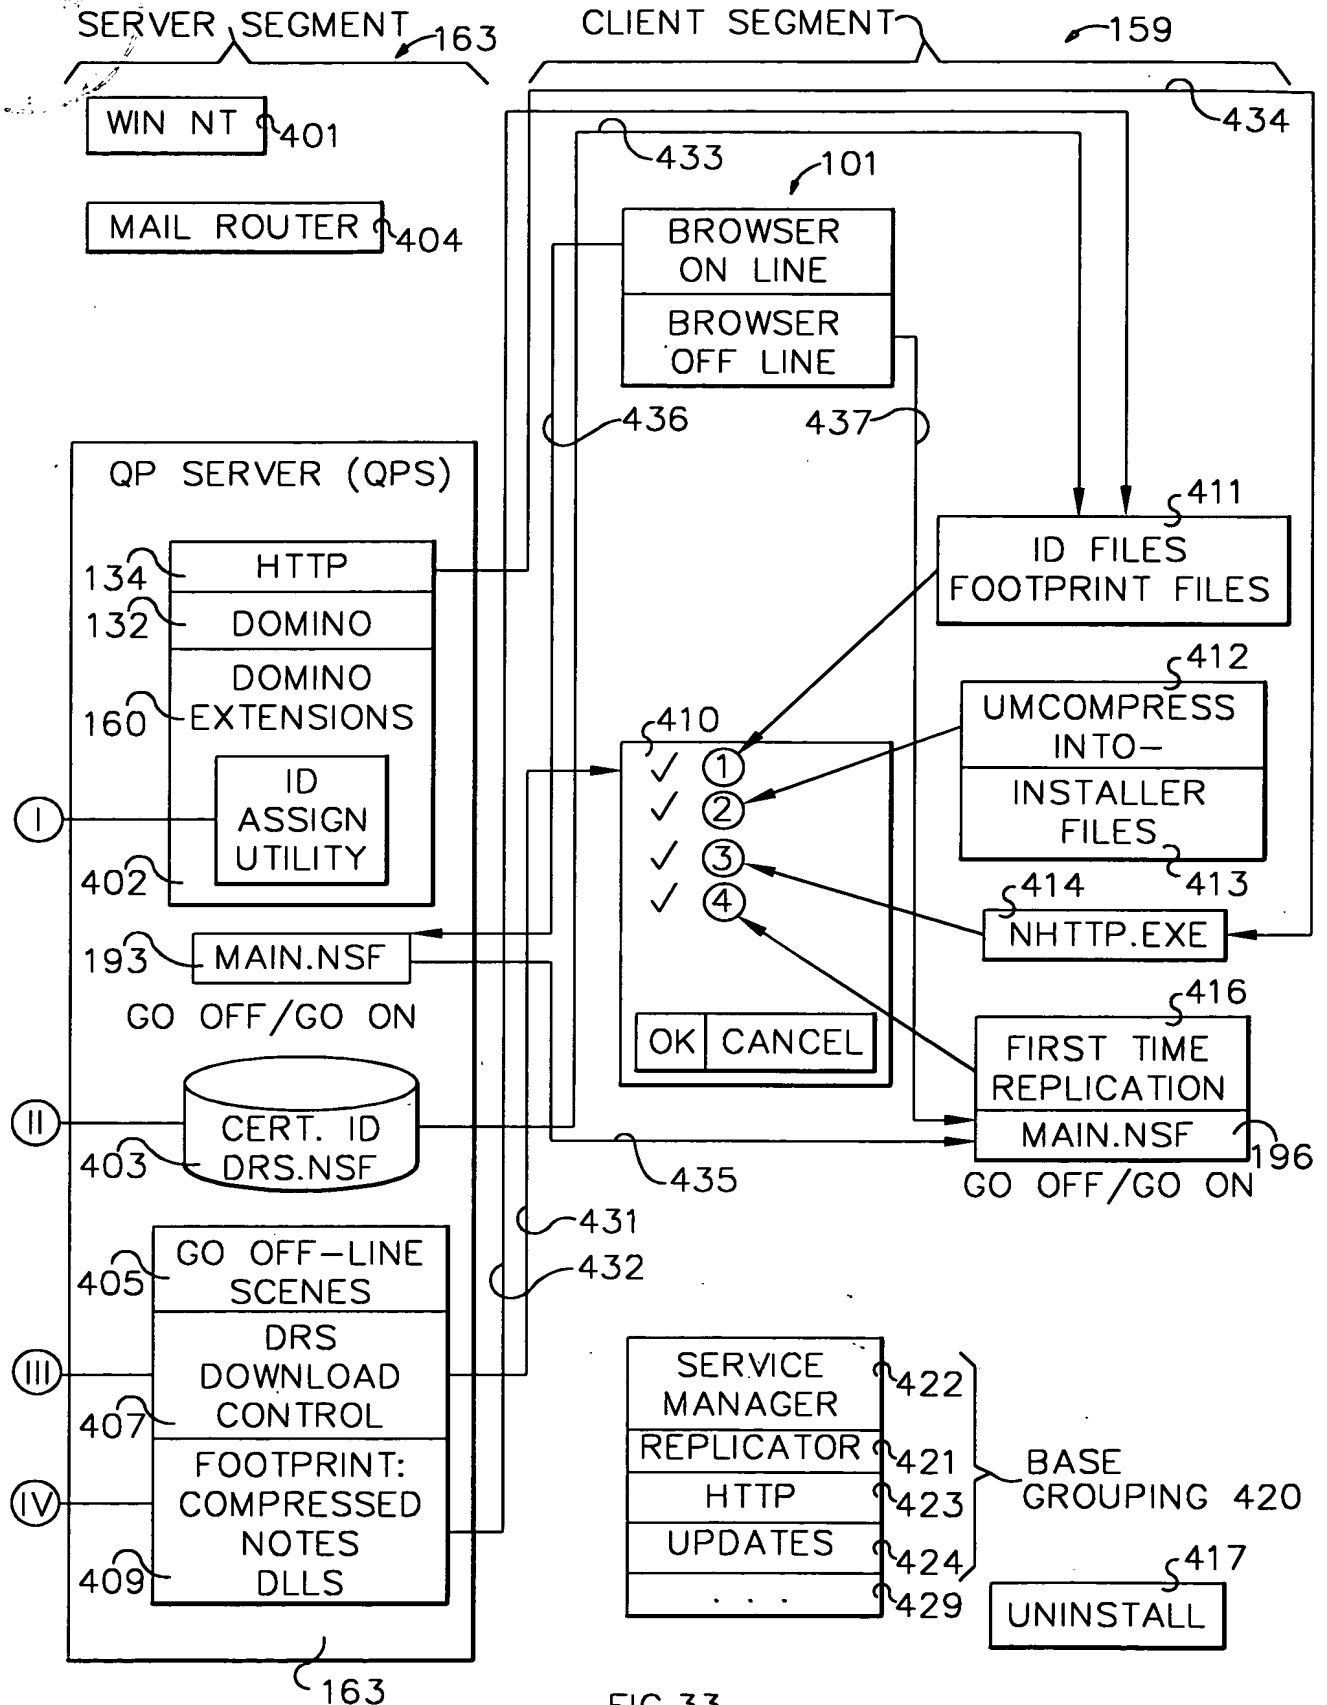 SERVER SEGMENT
163
CLIENT SEGMENT
159
WIN NT
401
434
433
MAIL ROUTER
404
101
BROWSER
ON LINE
BROWSER
OFF LINE
436
437
QP SERVER (QPS)
134
HTTP
132
DOMINO
160
DOMINO
EXTENSIONS
I
ID
ASSIGN
UTILITY
402
193
MAIN.NSF
GO OFF/GO ON
II
CERT. ID
DRS.NSF
403
411
ID FILES
FOOTPRINT FILES
412
UMCOMPRESS
INTO-
INSTALLER
FILES
413
410
✓ 1
✓ 2
✓ 3
✓ 4
OK CANCEL
414
NHTTP.EXE
416
FIRST TIME
REPLICATION
MAIN.NSF
196
GO OFF/GO ON
435
431
432
405
GO OFF-LINE
SCENES
III
DRS
DOWNLOAD
CONTROL
407
IV
FOOTPRINT:
COMPRESSED
NOTES
DLLS
409
163
SERVICE
MANAGER
422
REPLICATOR
421
HTTP
423
UPDATES
424
. . .
429
BASE
GROUPING 420
417
UNINSTALL
FIG. 33